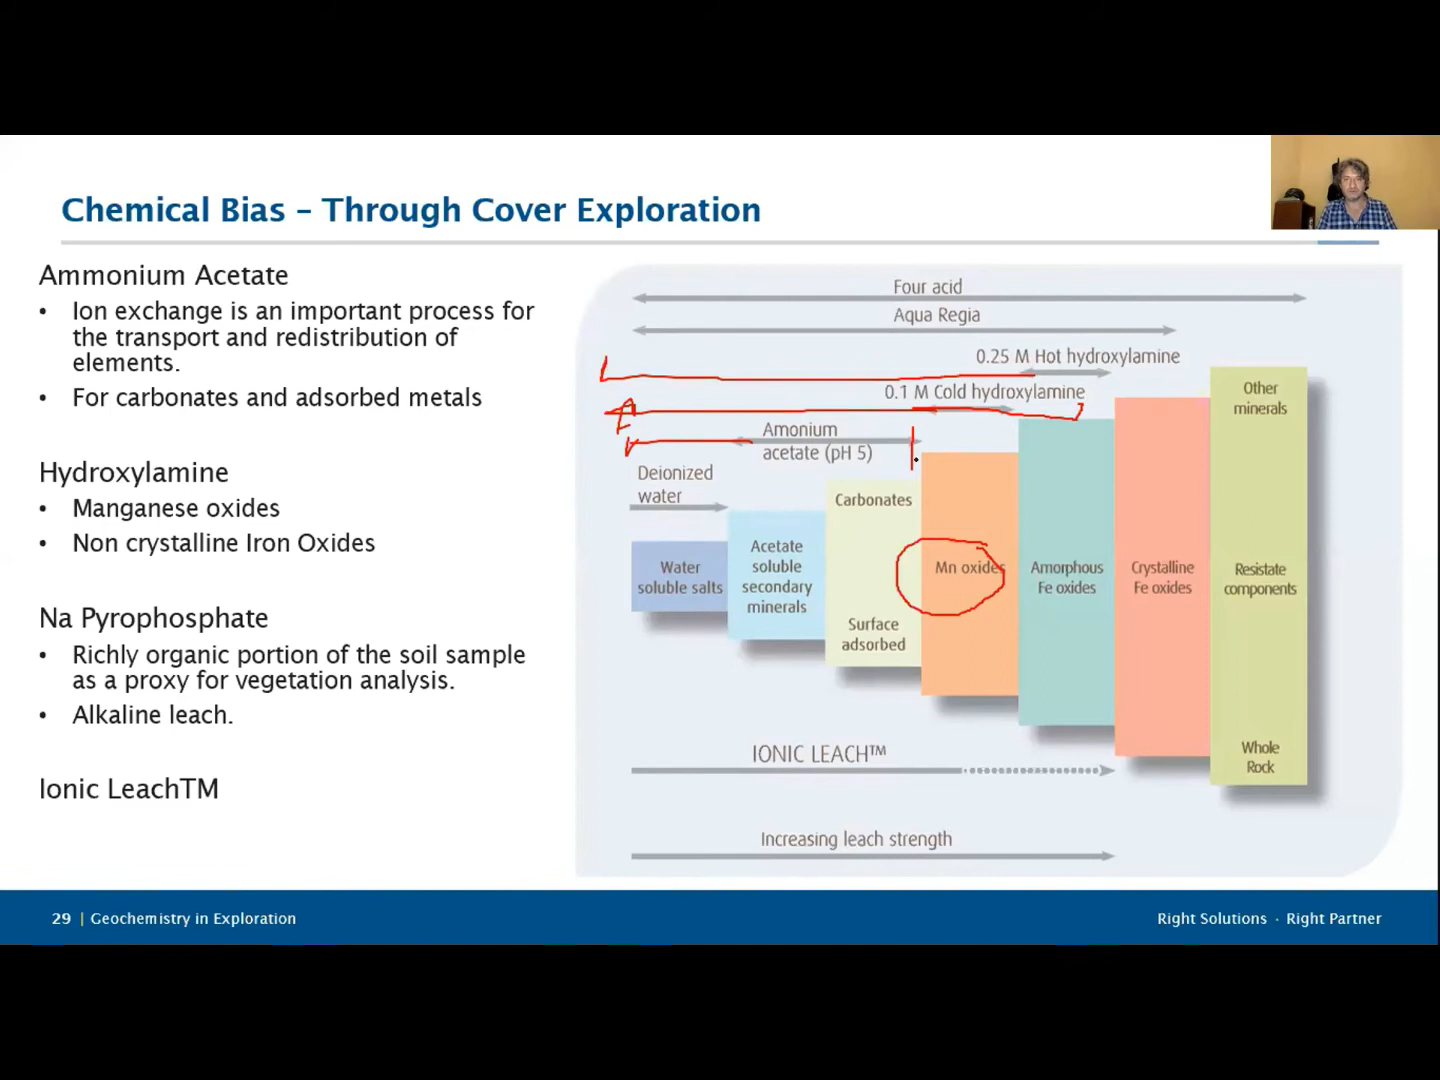 Chemical Bias – Through Cover Exploration
Ammonium Acetate
• Ion exchange is an important process for
the transport and redistribution of
elements.
• For carbonates and adsorbed metals
Hydroxylamine
• Manganese oxides
• Non crystalline Iron Oxides
Na Pyrophosphate
• Richly organic portion of the soil sample
as a proxy for vegetation analysis.
• Alkaline leach.
Ionic LeachTM
Four acid
Aqua Regia
0.25 M Hot hydroxylamine
0.1 M Cold hydroxylamine
Amonium
acetate (pH 5)
Deionized
water
Water
soluble salts
Acetate
soluble
secondary
minerals
Carbonates
Surface
adsorbed
Mn oxides
Amorphous
Fe oxides
Crystalline
Fe oxides
Other
minerals
Resistate
components
Whole
Rock
IONIC LEACH™
Increasing leach strength
29 | Geochemistry in Exploration
Right Solutions · Right Partner